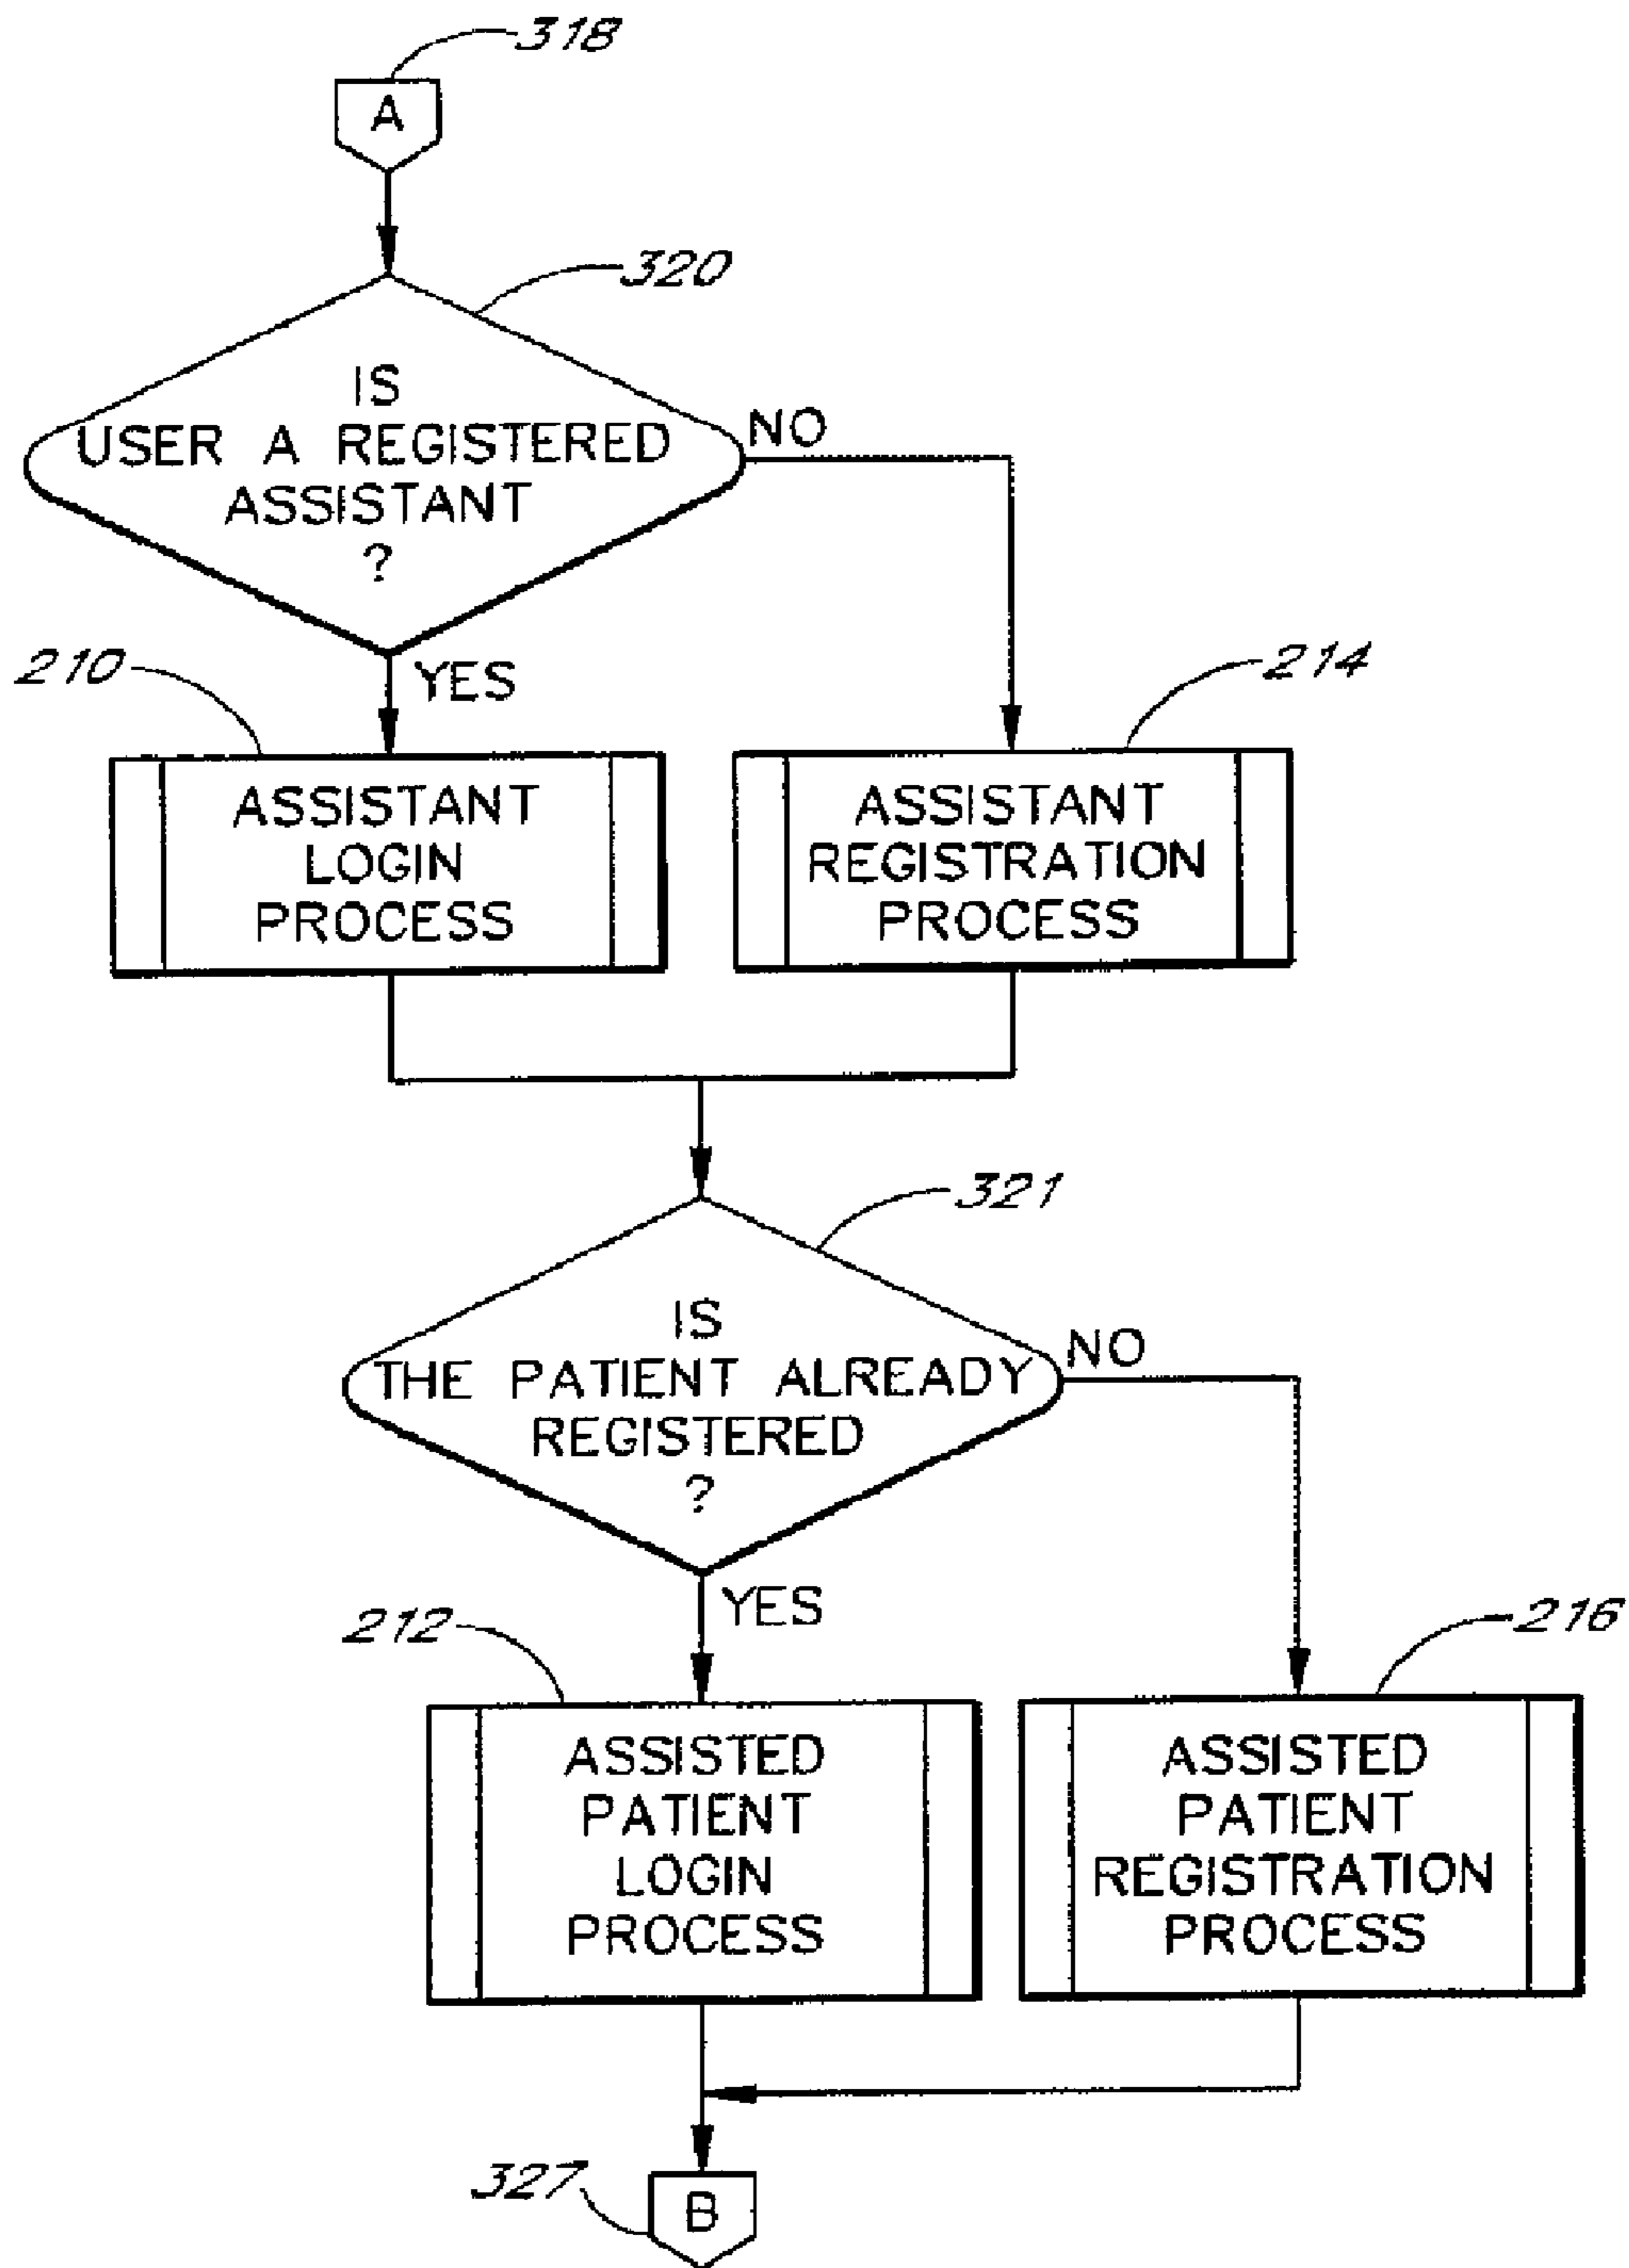 318
A
320
IS
USER A REGISTERED
ASSISTANT
?
NO
YES
210
214
ASSISTANT
LOGIN
PROCESS
ASSISTANT
REGISTRATION
PROCESS
321
IS
THE PATIENT ALREADY
REGISTERED
?
NO
YES
212
216
ASSISTED
PATIENT
LOGIN
PROCESS
ASSISTED
PATIENT
REGISTRATION
PROCESS
327
B